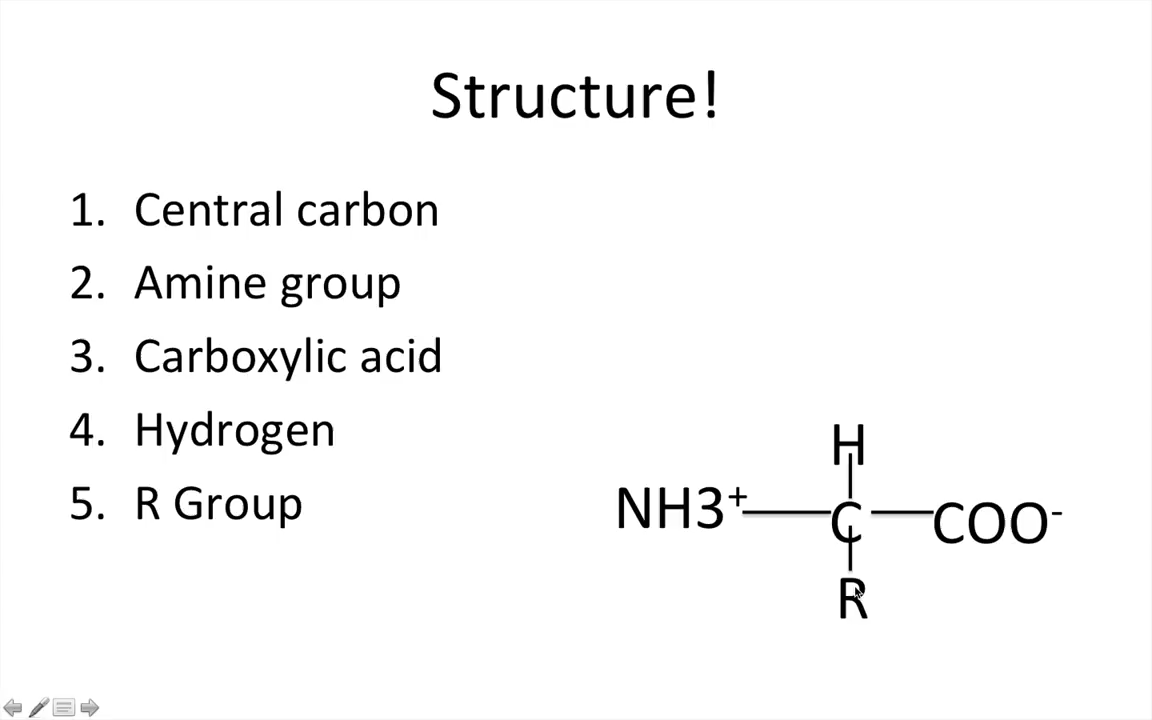 Structure!
1. Central carbon
2. Amine group
3. Carboxylic acid
4. Hydrogen
5. R Group
H
NH3⁺ C COO⁻
R